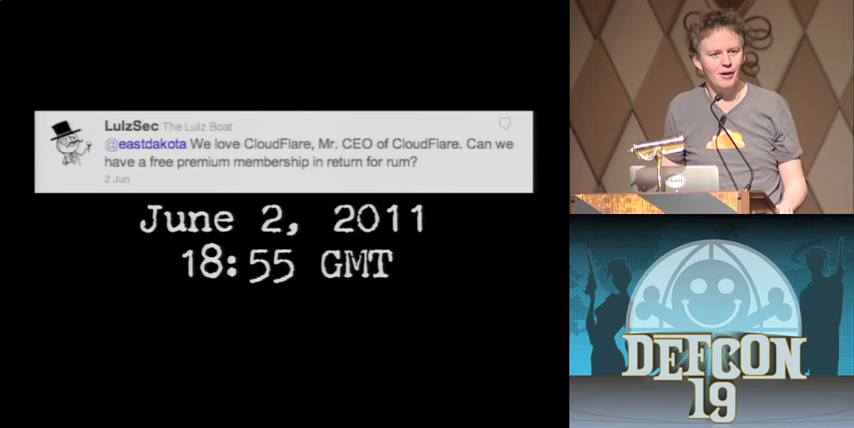 LulzSec The Lulz Boat
@eastdakota We love CloudFlare, Mr. CEO of CloudFlare. Can we
have a free premium membership in return for rum?
2 Jun
June 2, 2011
18:55 GMT
DEFCON
19